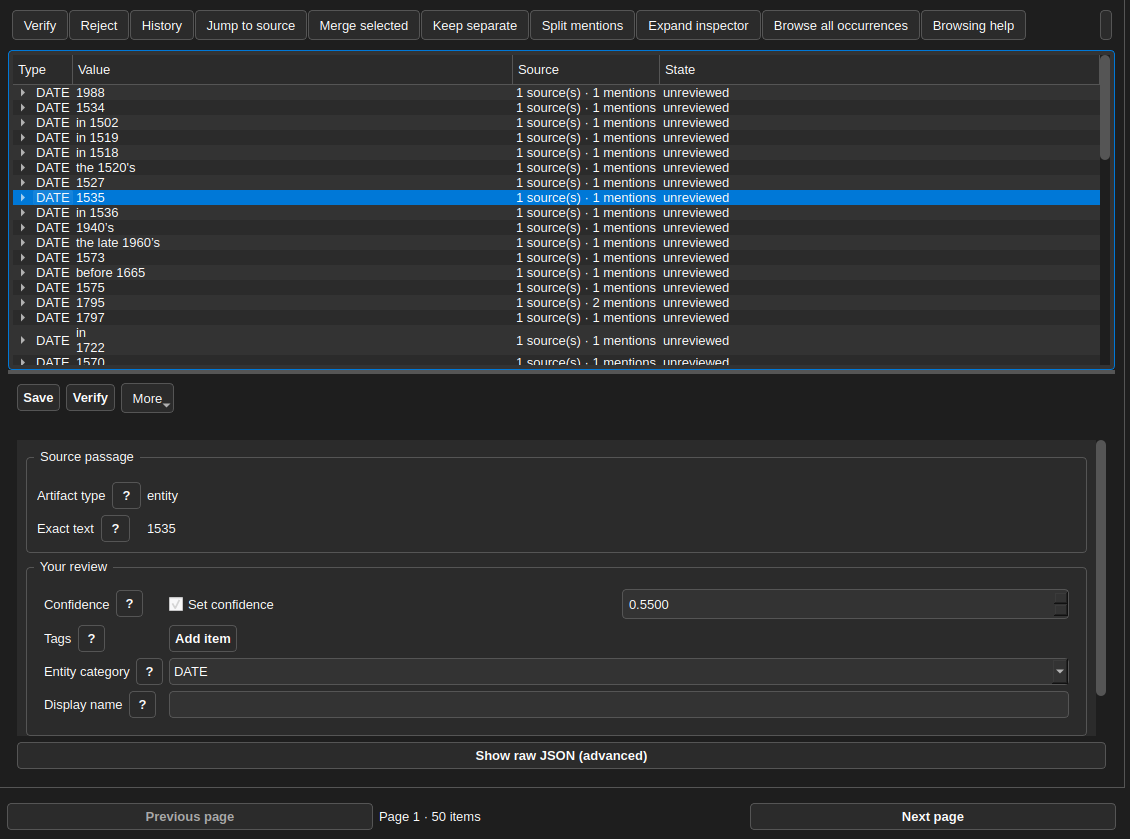 Verify Reject History Jump to source Merge selected Keep separate Split mentions Expand inspector Browse all occurrences Browsing help
Type Value Source State
DATE 1988 1 source(s) · 1 mentions unreviewed
DATE 1534 1 source(s) · 1 mentions unreviewed
DATE in 1502 1 source(s) · 1 mentions unreviewed
DATE in 1519 1 source(s) · 1 mentions unreviewed
DATE in 1518 1 source(s) · 1 mentions unreviewed
DATE the 1520's 1 source(s) · 1 mentions unreviewed
DATE 1527 1 source(s) · 1 mentions unreviewed
DATE 1535 1 source(s) · 1 mentions unreviewed
DATE in 1536 1 source(s) · 1 mentions unreviewed
DATE 1940's 1 source(s) · 1 mentions unreviewed
DATE the late 1960's 1 source(s) · 1 mentions unreviewed
DATE 1573 1 source(s) · 1 mentions unreviewed
DATE before 1665 1 source(s) · 1 mentions unreviewed
DATE 1575 1 source(s) · 1 mentions unreviewed
DATE 1795 1 source(s) · 2 mentions unreviewed
DATE 1797 1 source(s) · 1 mentions unreviewed
in
DATE 1722 1 source(s) · 1 mentions unreviewed
DATE 1570 1 source(s) · 1 mentions unreviewed
Save Verify More
Source passage
Artifact type ? entity
Exact text ? 1535
Your review
Confidence ? Set confidence 0.5500
Tags ? Add item
Entity category ? DATE
Display name ?
Show raw JSON (advanced)
Previous page Page 1 · 50 items Next page